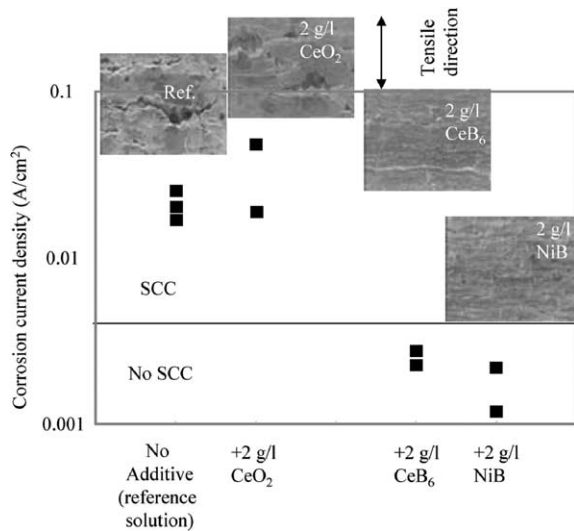 Ref.
2 g/l
CeO₂
Tensile
direction
2 g/l
CeB₆
2 g/l
NiB
Corrosion current density (A/cm²)
0.1
0.01
0.001
SCC
No SCC
No
Additive
(reference
solution)
+2 g/l
CeO₂
+2 g/l
CeB₆
+2 g/l
NiB